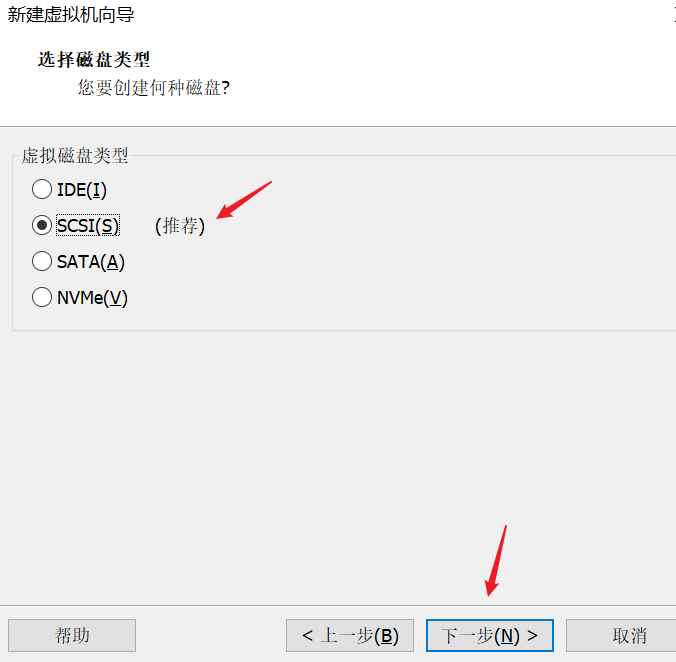 新建虚拟机向导
选择磁盘类型
您要创建何种磁盘?
虚拟磁盘类型
IDE(I)
SCSI(S) (推荐)
SATA(A)
NVMe(V)
帮助 < 上一步(B) 下一步(N) > 取消